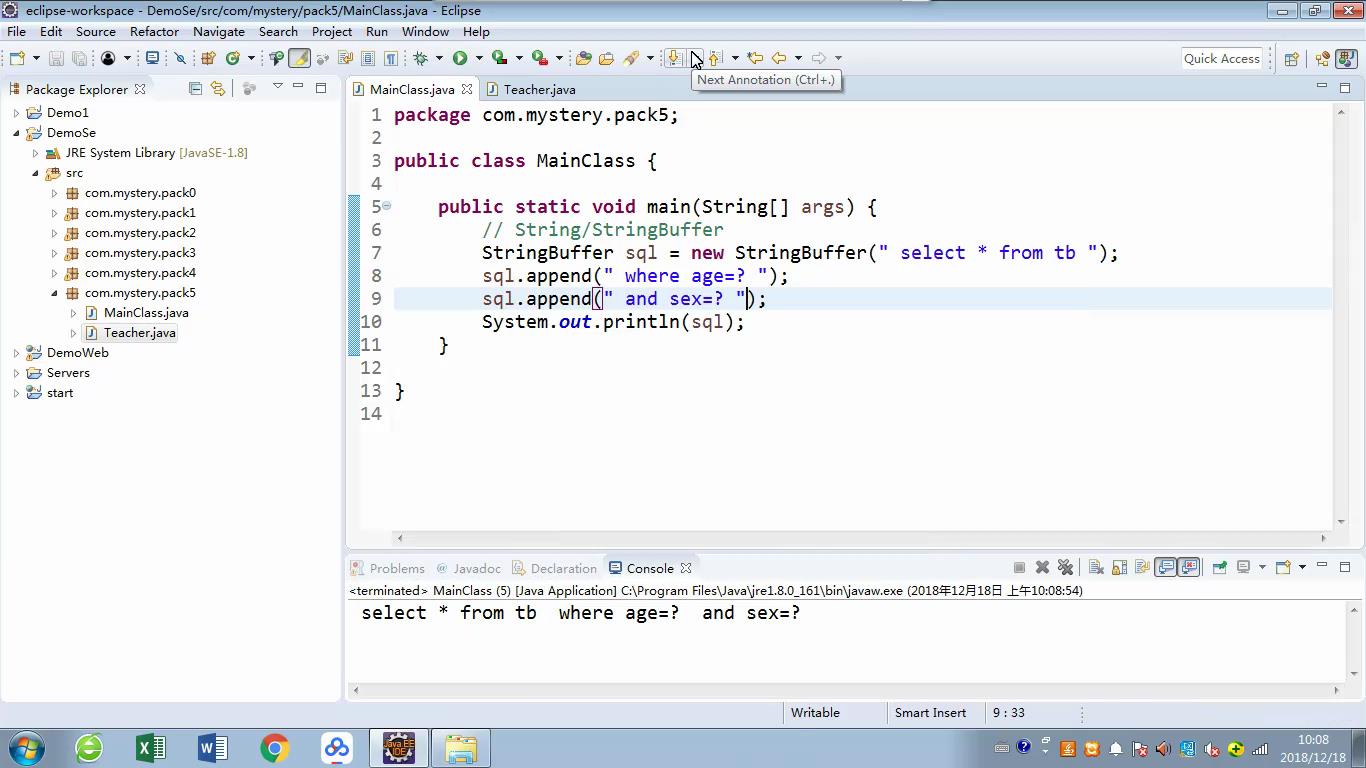 eclipse-workspace - DemoSe/src/com/mystery/pack5/MainClass.java - Eclipse
File Edit Source Refactor Navigate Search Project Run Window Help
Quick Access
Next Annotation (Ctrl+.)
Package Explorer
MainClass.java
Teacher.java
Demo1
DemoSe
JRE System Library [JavaSE-1.8]
src
com.mystery.pack0
com.mystery.pack1
com.mystery.pack2
com.mystery.pack3
com.mystery.pack4
com.mystery.pack5
MainClass.java
Teacher.java
DemoWeb
Servers
start
1 package com.mystery.pack5;
2
3 public class MainClass {
4
5 public static void main(String[] args) {
6 // String/StringBuffer
7 StringBuffer sql = new StringBuffer(" select * from tb ");
8 sql.append(" where age=? ");
9 sql.append(" and sex=? ");
10 System.out.println(sql);
11 }
12
13 }
14
Problems @ Javadoc Declaration Console
<terminated> MainClass (5) [Java Application] C:\Program Files\Java\jre1.8.0_161\bin\javaw.exe (2018年12月18日 上午10:08:54)
select * from tb  where age=?  and sex=?
Writable Smart Insert 9 : 33
Java EE
IDE
10:08
2018/12/18